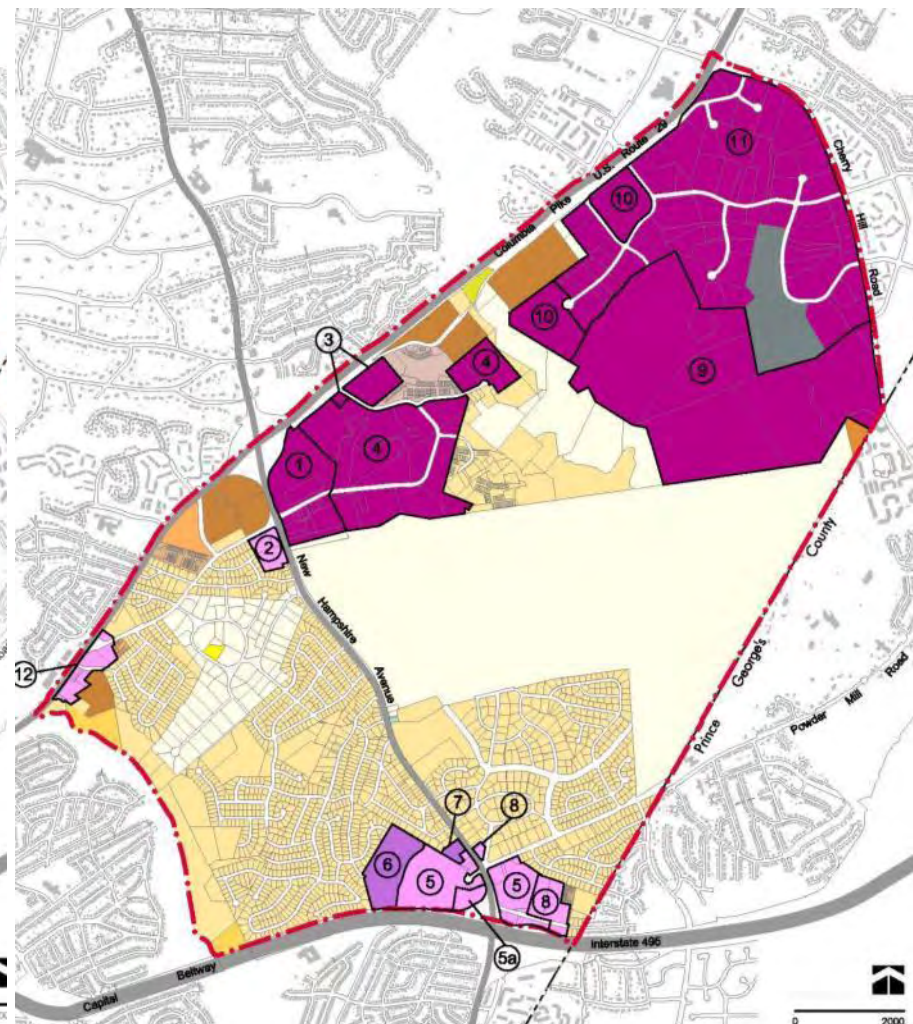 Columbia Pike U.S. Route 29
11
Cherry Hill Road
10
10
3
4
9
1
4
2
New Hampshire Avenue
Prince George's County
12
Powder Mill Road
7
8
6
5
5
8
5a
Interstate 495
Capital Beltway
0 2000